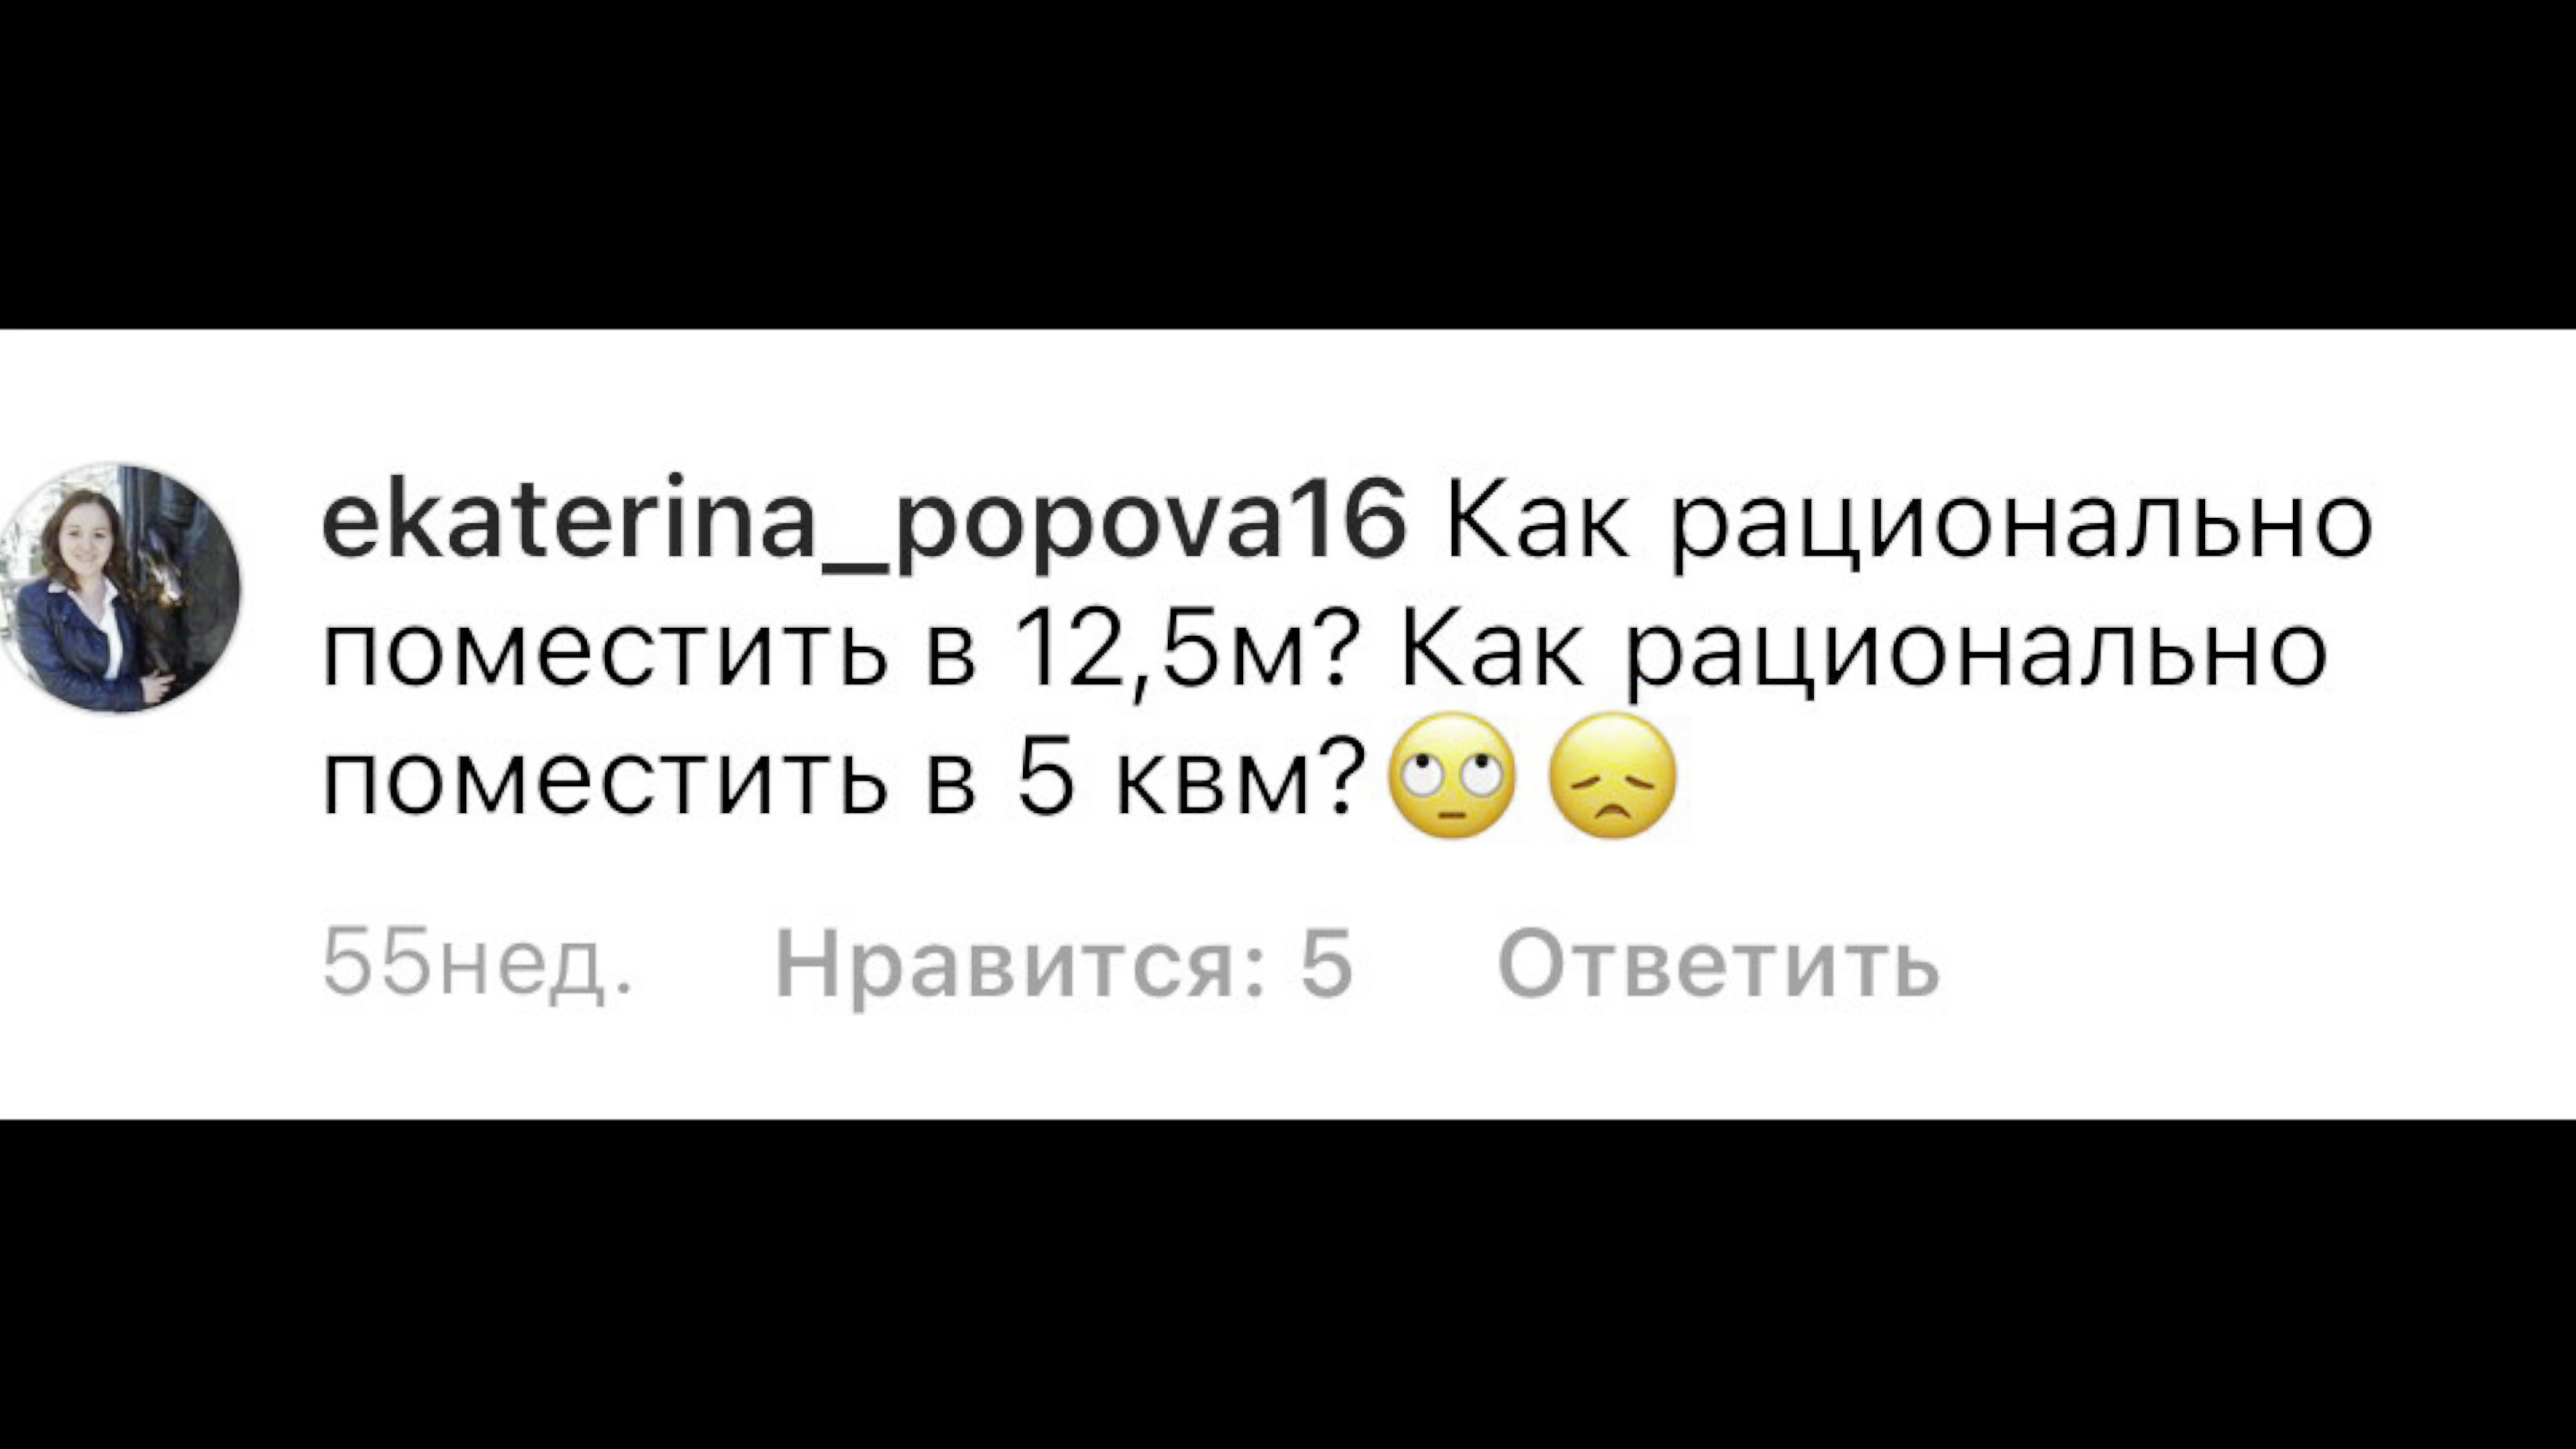 ekaterina_popova16 Как рационально
поместить в 12,5м? Как рационально
поместить в 5 квм?🙄😞
55нед. Нравится: 5 Ответить